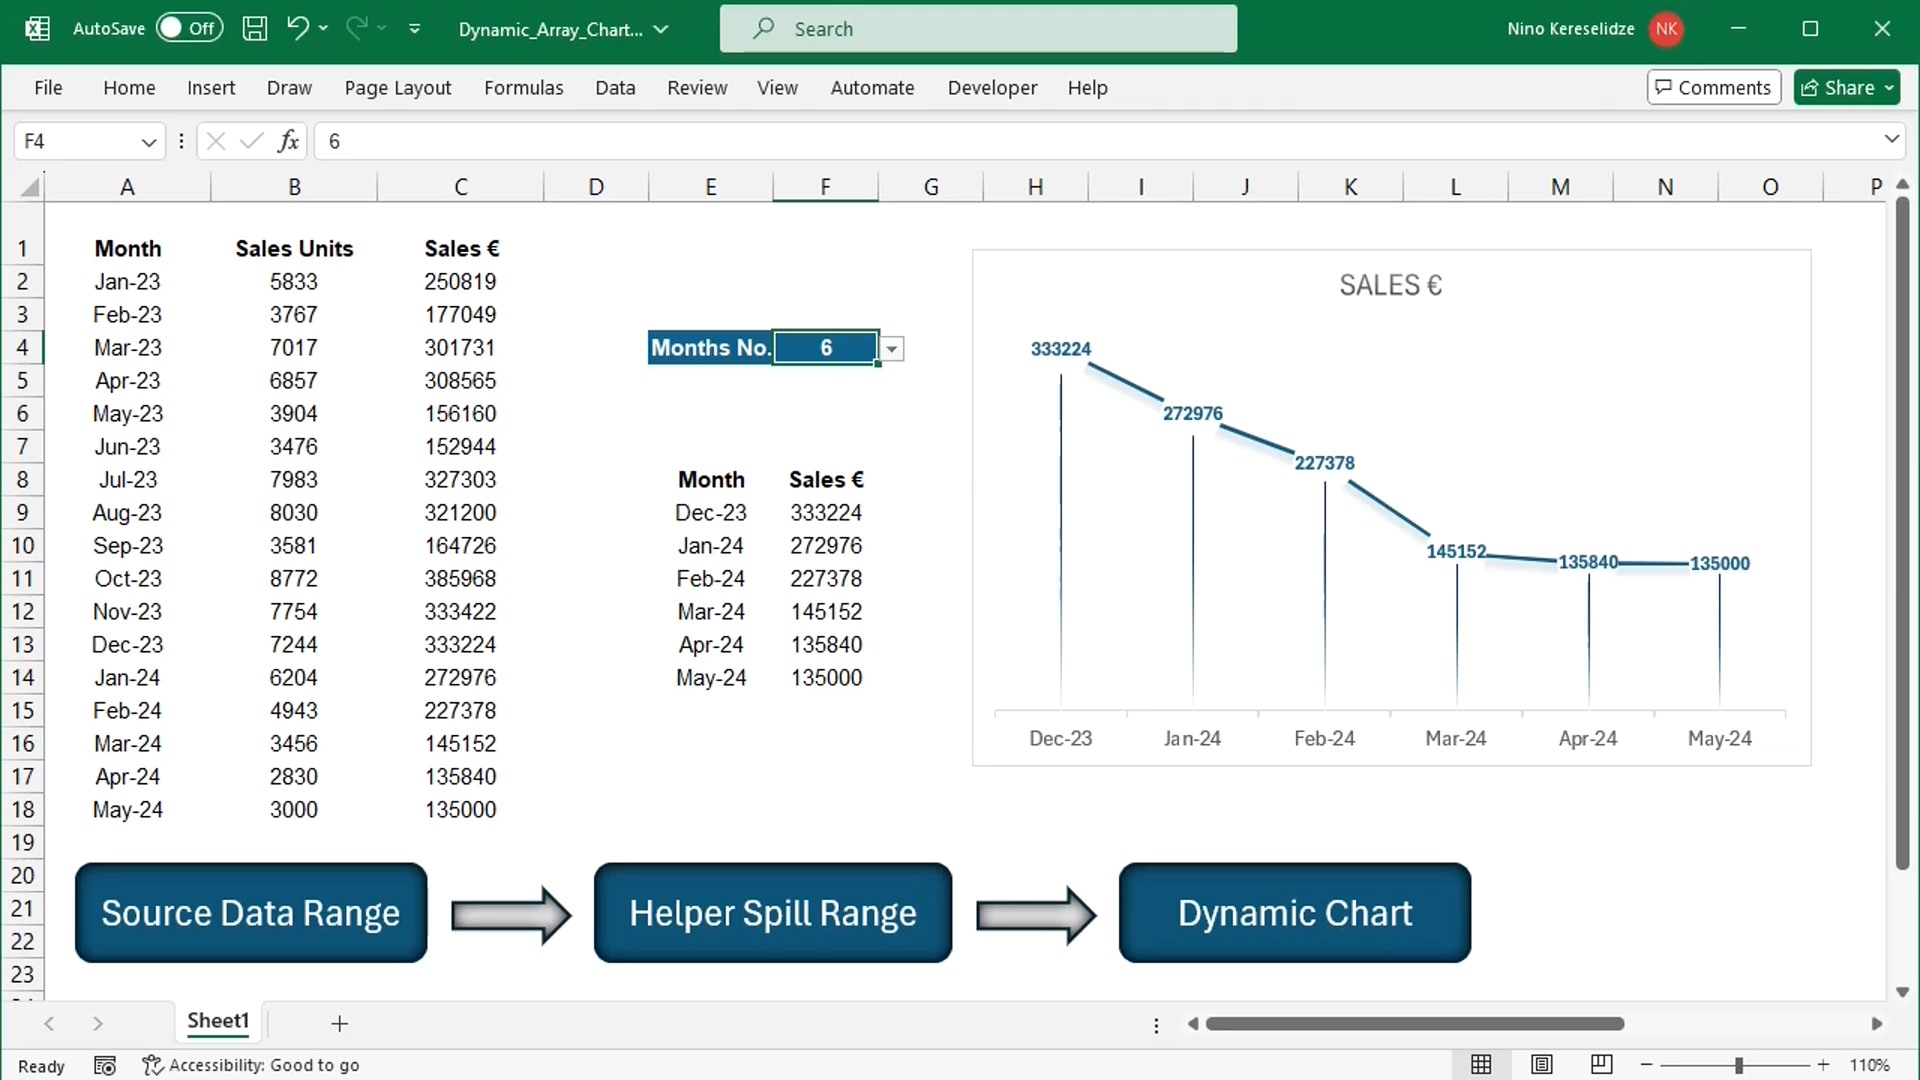 AutoSave Off Dynamic_Array_Chart... Search Nino Kereselidze NK
File Home Insert Draw Page Layout Formulas Data Review View Automate Developer Help Comments Share
F4 fx 6
A B C D E F G H I J K L M N O P
1 Month Sales Units Sales €
2 Jan-23 5833 250819
3 Feb-23 3767 177049
4 Mar-23 7017 301731 Months No. 6
5 Apr-23 6857 308565
6 May-23 3904 156160
7 Jun-23 3476 152944
8 Jul-23 7983 327303 Month Sales €
9 Aug-23 8030 321200 Dec-23 333224
10 Sep-23 3581 164726 Jan-24 272976
11 Oct-23 8772 385968 Feb-24 227378
12 Nov-23 7754 333422 Mar-24 145152
13 Dec-23 7244 333224 Apr-24 135840
14 Jan-24 6204 272976 May-24 135000
15 Feb-24 4943 227378
16 Mar-24 3456 145152
17 Apr-24 2830 135840
18 May-24 3000 135000
19
20
21
22
23
SALES €
333224
272976
227378
145152
135840
135000
Dec-23 Jan-24 Feb-24 Mar-24 Apr-24 May-24
Source Data Range Helper Spill Range Dynamic Chart
Sheet1
Ready Accessibility: Good to go 110%